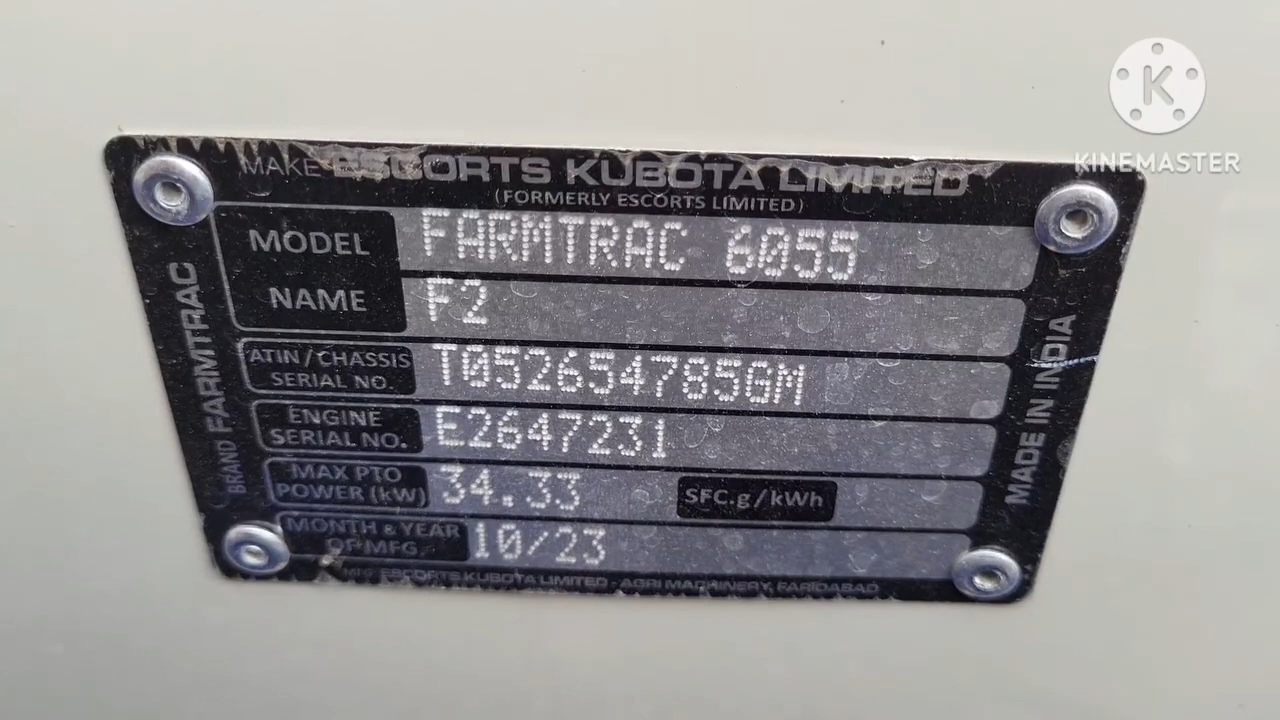 K
KINEMASTER
MAKE ESCORTS KUBOTA LIMITED
(FORMERLY ESCORTS LIMITED)
MODEL NAME FARMTRAC 6055
F2
ATIN/CHASSIS SERIAL NO. T052654785GM
ENGINE SERIAL NO. E2647231
MAX PTO POWER (kW) 34.33 SFC.g/kWh
MONTH & YEAR OF MFG. 10/23
ESCORTS KUBOTA LIMITED - AGRI MACHINERY, FARIDABAD
BRAND FARMTRAC
MADE IN INDIA